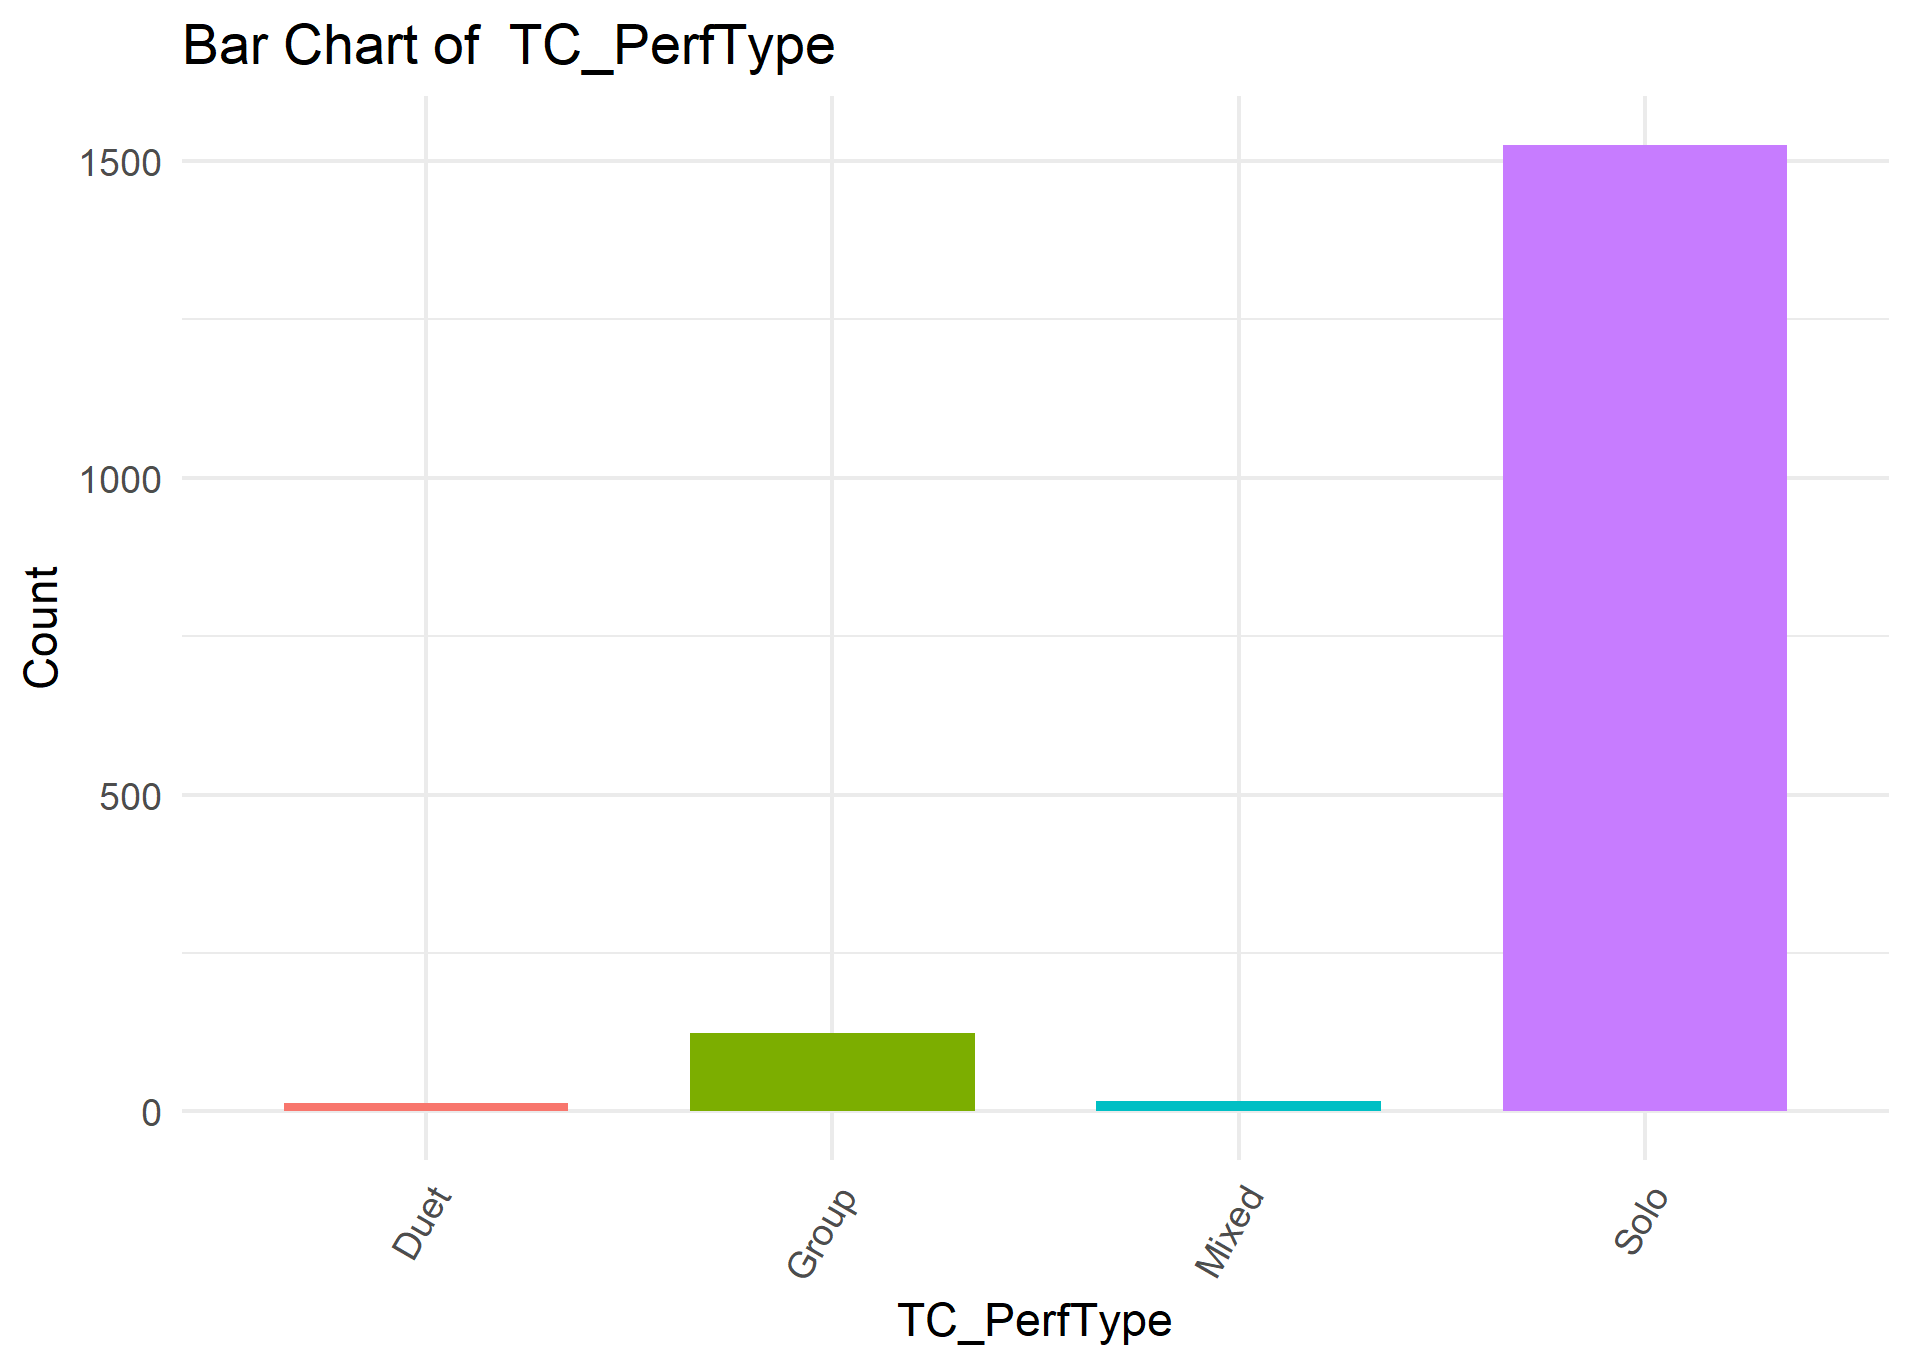 Bar Chart of  TC_PerfType
1500
1000
500
0
Count
Duet
Group
Mixed
Solo
TC_PerfType